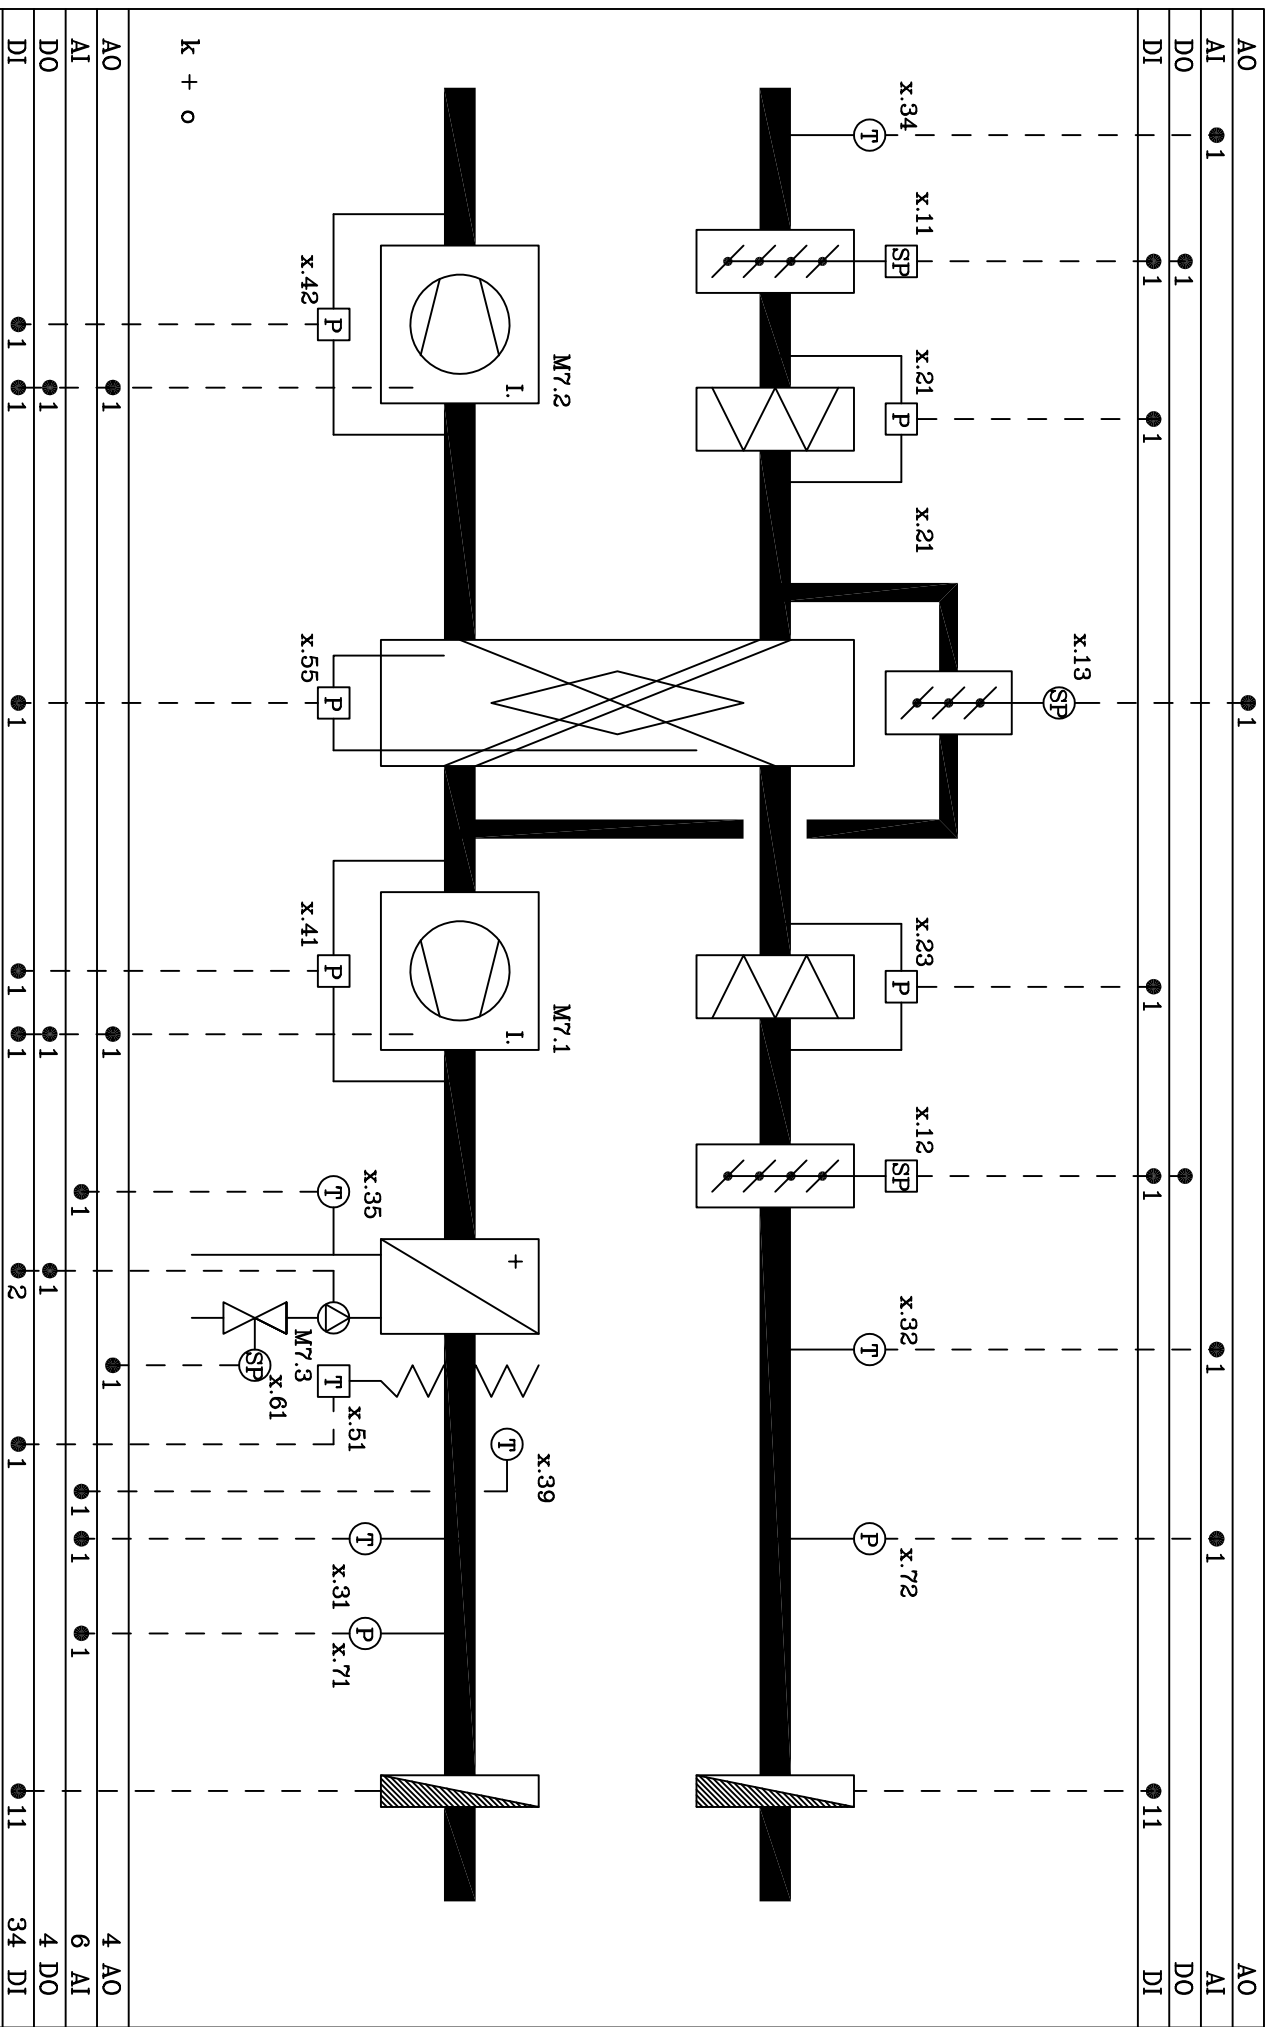 AO 1 AO
AI 1 1 1 AI
DO 1 DO
DI 1 1 1 1 11 DI
x.13
SP
x.34 x.11 x.21 x.21 x.23 x.12 x.32 x.72
SP P P SP
T T P
M7.2 M7.1 x.39
I. I. + T
x.35 x.51 x.31 x.71
T P
P P P T T
x.42 x.55 x.41 M7.3
x.61
SP
k + o
AO 1 1 1 4 AO
AI 1 1 1 1 6 AI
DO 1 1 1 4 DO
DI 1 1 1 1 1 2 1 11 34 DI